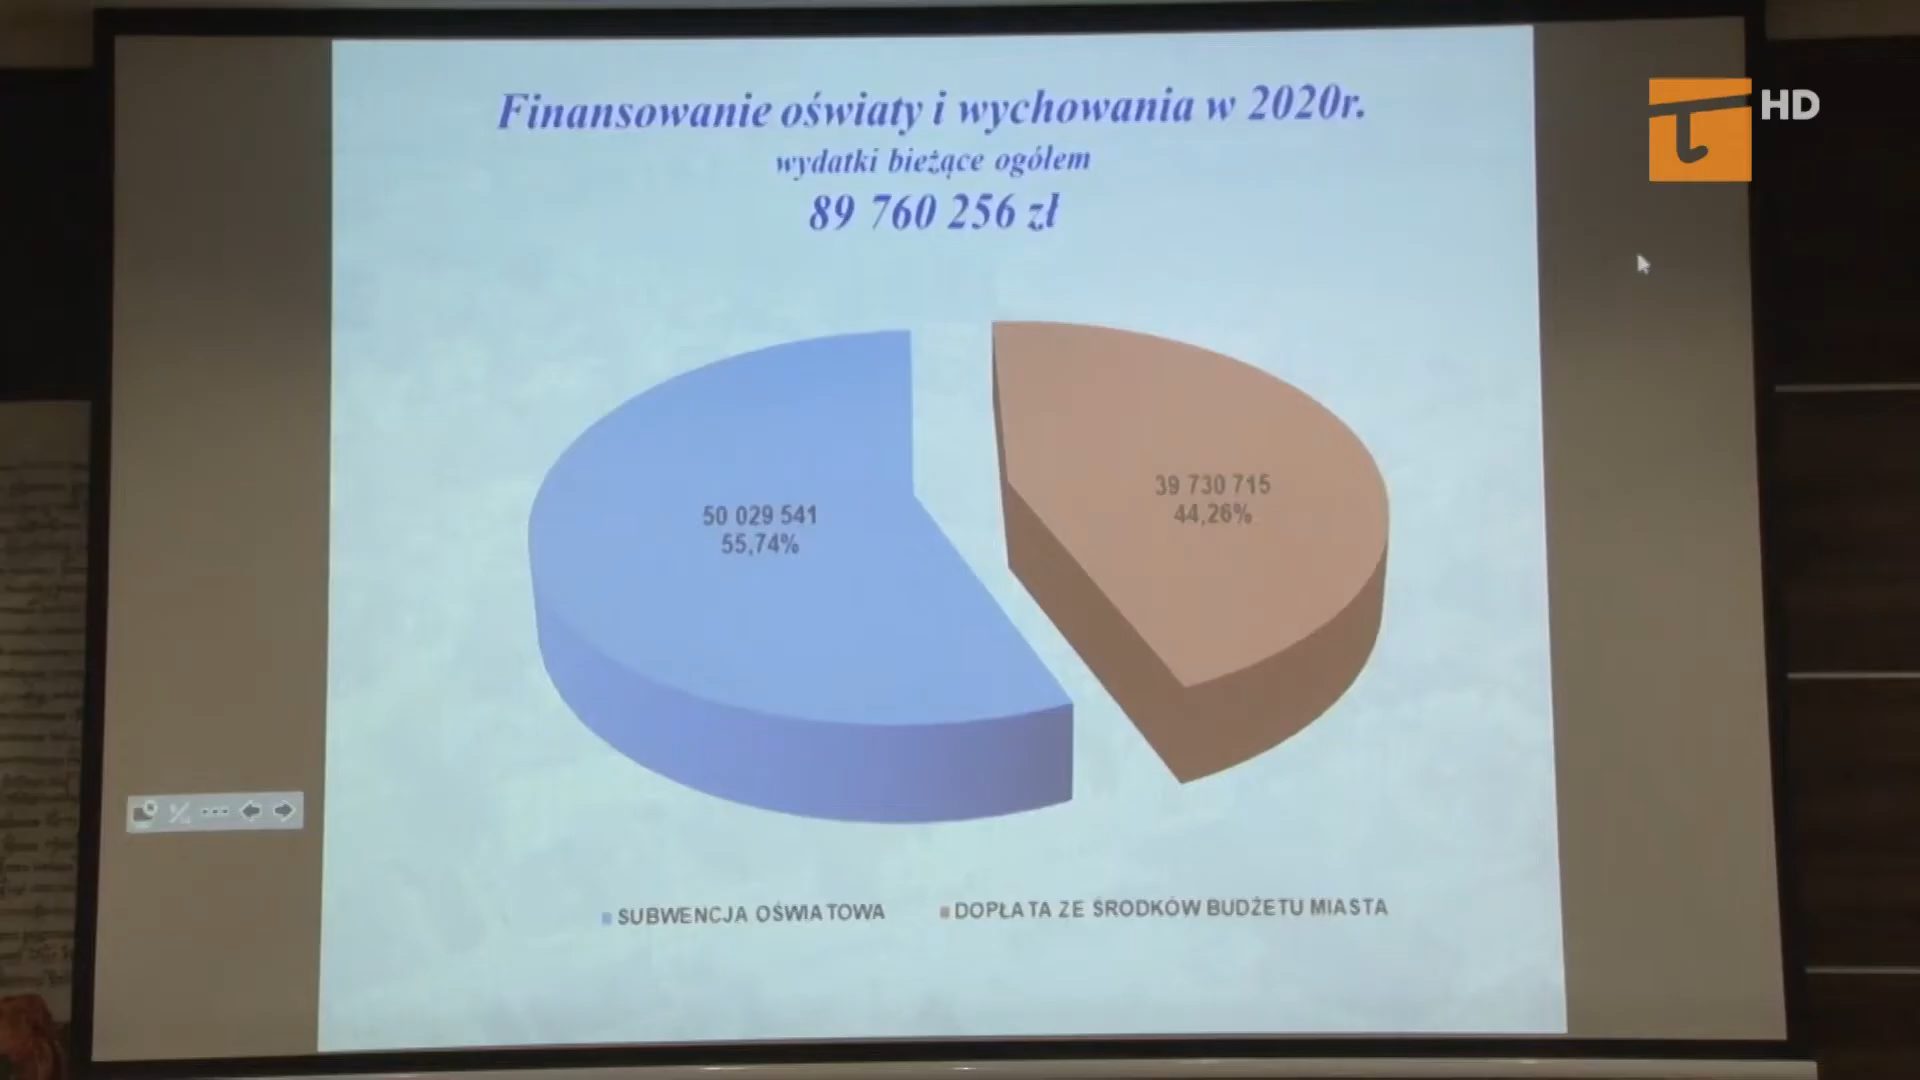 Finansowanie oświaty i wychowania w 2020r.
wydatki bieżące ogółem
89 760 256 zł
HD
39 730 715
44,26%
50 029 541
55,74%
SUBWENCJA OŚWIATOWA
DOPŁATA ZE ŚRODKÓW BUDŻETU MIASTA